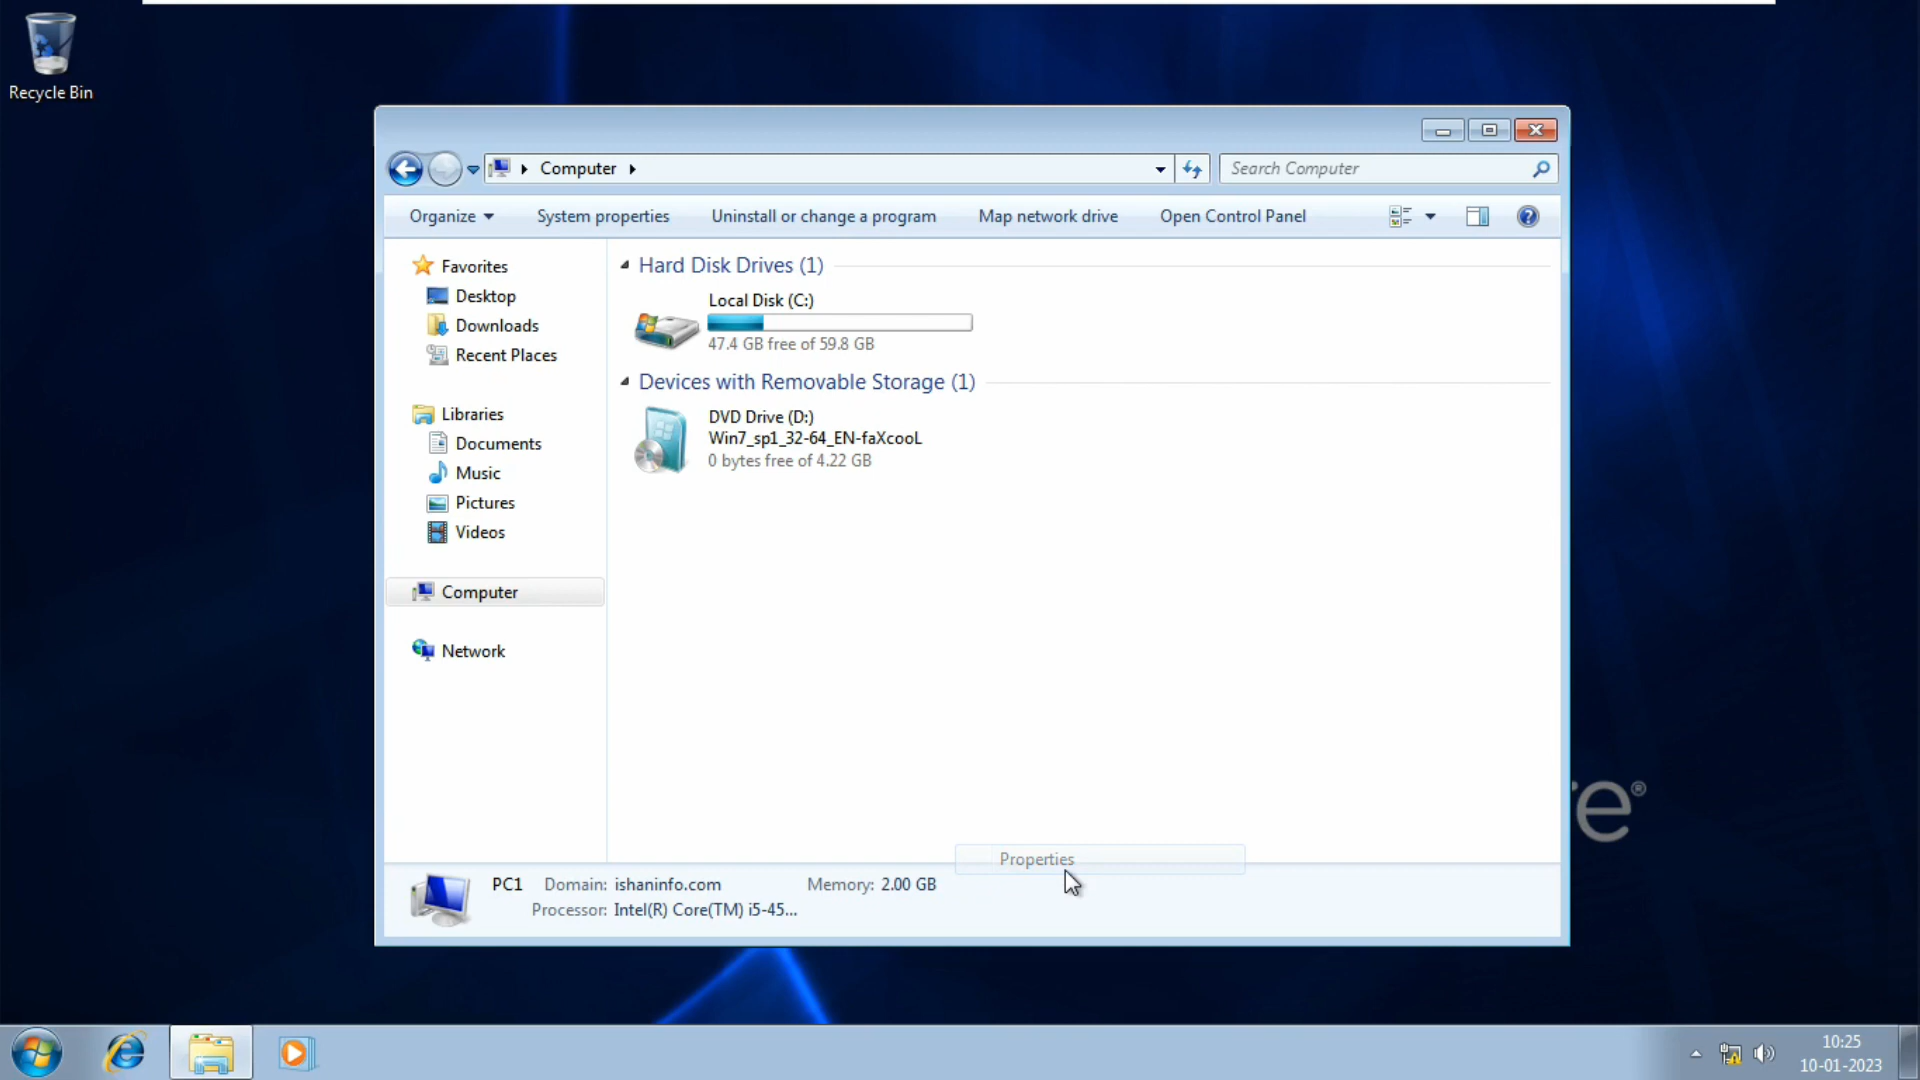 Recycle Bin
Computer
Search Computer
Organize
System properties
Uninstall or change a program
Map network drive
Open Control Panel
Favorites
Desktop
Downloads
Recent Places
Libraries
Documents
Music
Pictures
Videos
Computer
Network
Hard Disk Drives (1)
Local Disk (C:)
47.4 GB free of 59.8 GB
Devices with Removable Storage (1)
DVD Drive (D:)
Win7_sp1_32-64_EN-faXcooL
0 bytes free of 4.22 GB
Properties
PC1 Domain: ishaninfo.com Memory: 2.00 GB
Processor: Intel(R) Core(TM) i5-45...
re®
10:25
10-01-2023